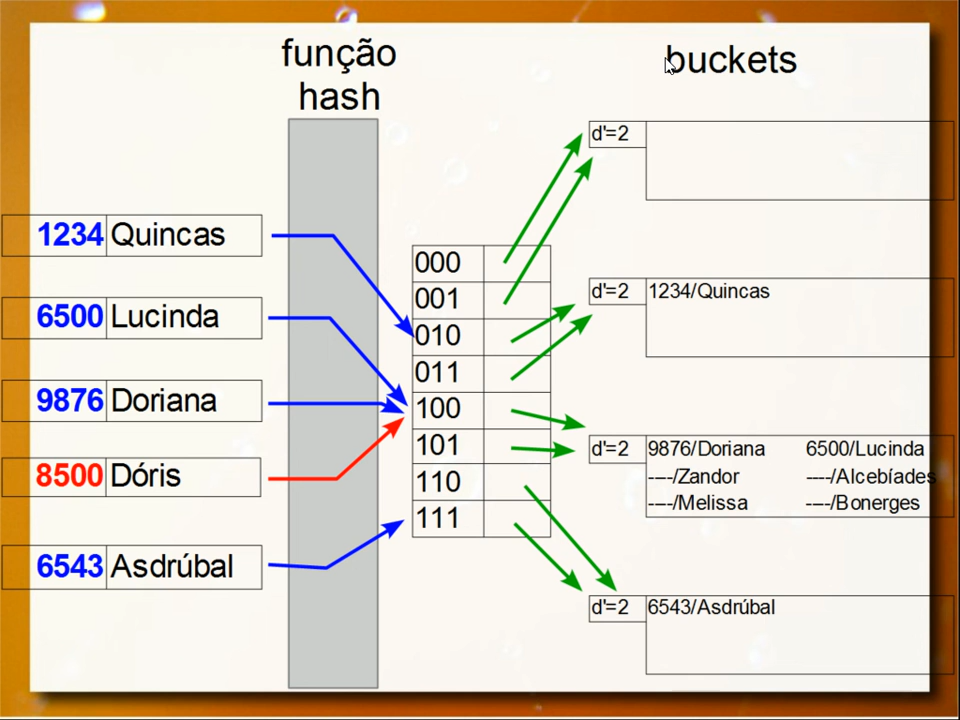 função
hash
buckets
1234 Quincas
6500 Lucinda
9876 Doriana
8500 Dóris
6543 Asdrúbal
000
001
010
011
100
101
110
111
d'=2
d'=2 1234/Quincas
d'=2 9876/Doriana 6500/Lucinda
----/Zandor ----/Alcebíades
----/Melissa ----/Bonerges
d'=2 6543/Asdrúbal